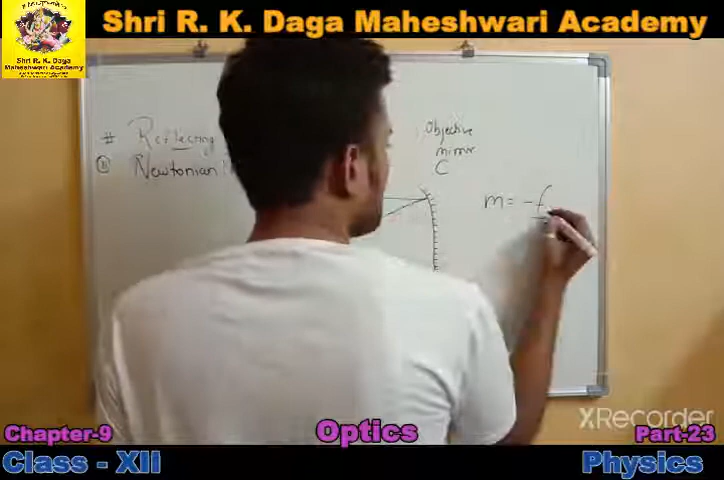 Shri R. K. Daga Maheshwari Academy
Shri R. K. Daga
Maheshwari Academy
# Reflecting
Newtonian
Objective
mirror
C
m = -f
XRecorder
Chapter-9
Optics
Part-23
Class - XII
Physics